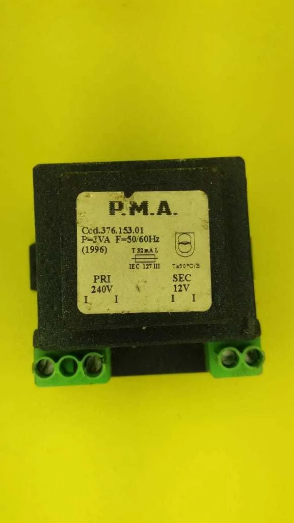 P.M.A.
Cod.376.153.01
P=3VA F=50/60Hz
(1996) T 32mA L
IEC 127 III
PRI SEC
240V 12V